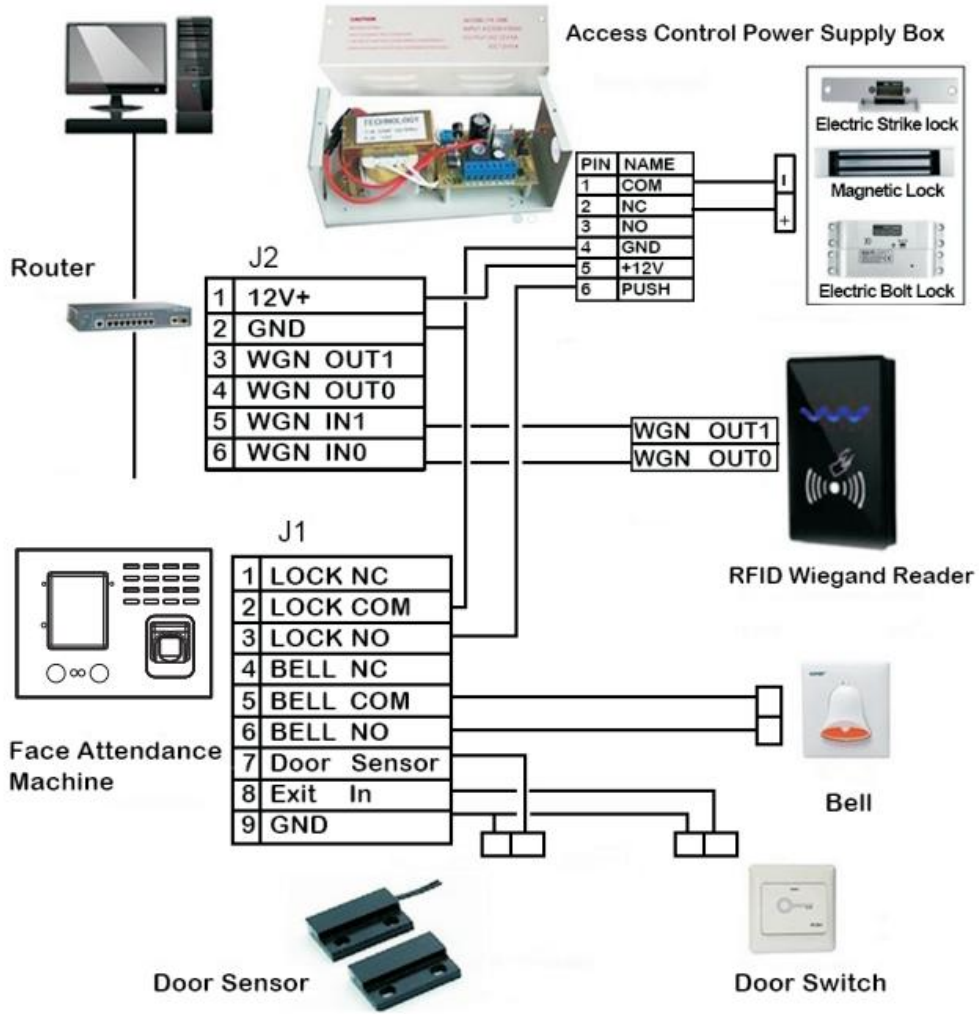 Access Control Power Supply Box
TECHNOLOGY
Electric Strike lock
PIN NAME
1 COM
2 NC
3 NO
4 GND
5 +12V
6 PUSH
-
+
Magnetic Lock
Electric Bolt Lock
Router
J2
1 12V+
2 GND
3 WGN OUT1
4 WGN OUT0
5 WGN IN1
6 WGN IN0
WGN OUT1
WGN OUT0
RFID Wiegand Reader
J1
1 LOCK NC
2 LOCK COM
3 LOCK NO
4 BELL NC
5 BELL COM
6 BELL NO
7 Door Sensor
8 Exit In
9 GND
Face Attendance
Machine
Bell
Door Sensor
Door Switch